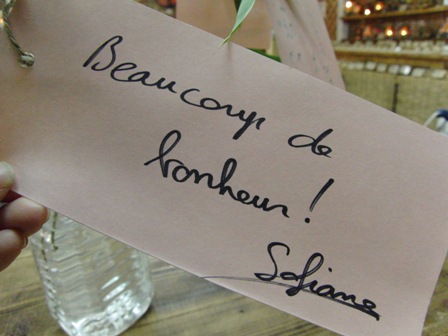 Beaucoup de
bonheur !
Sofiane